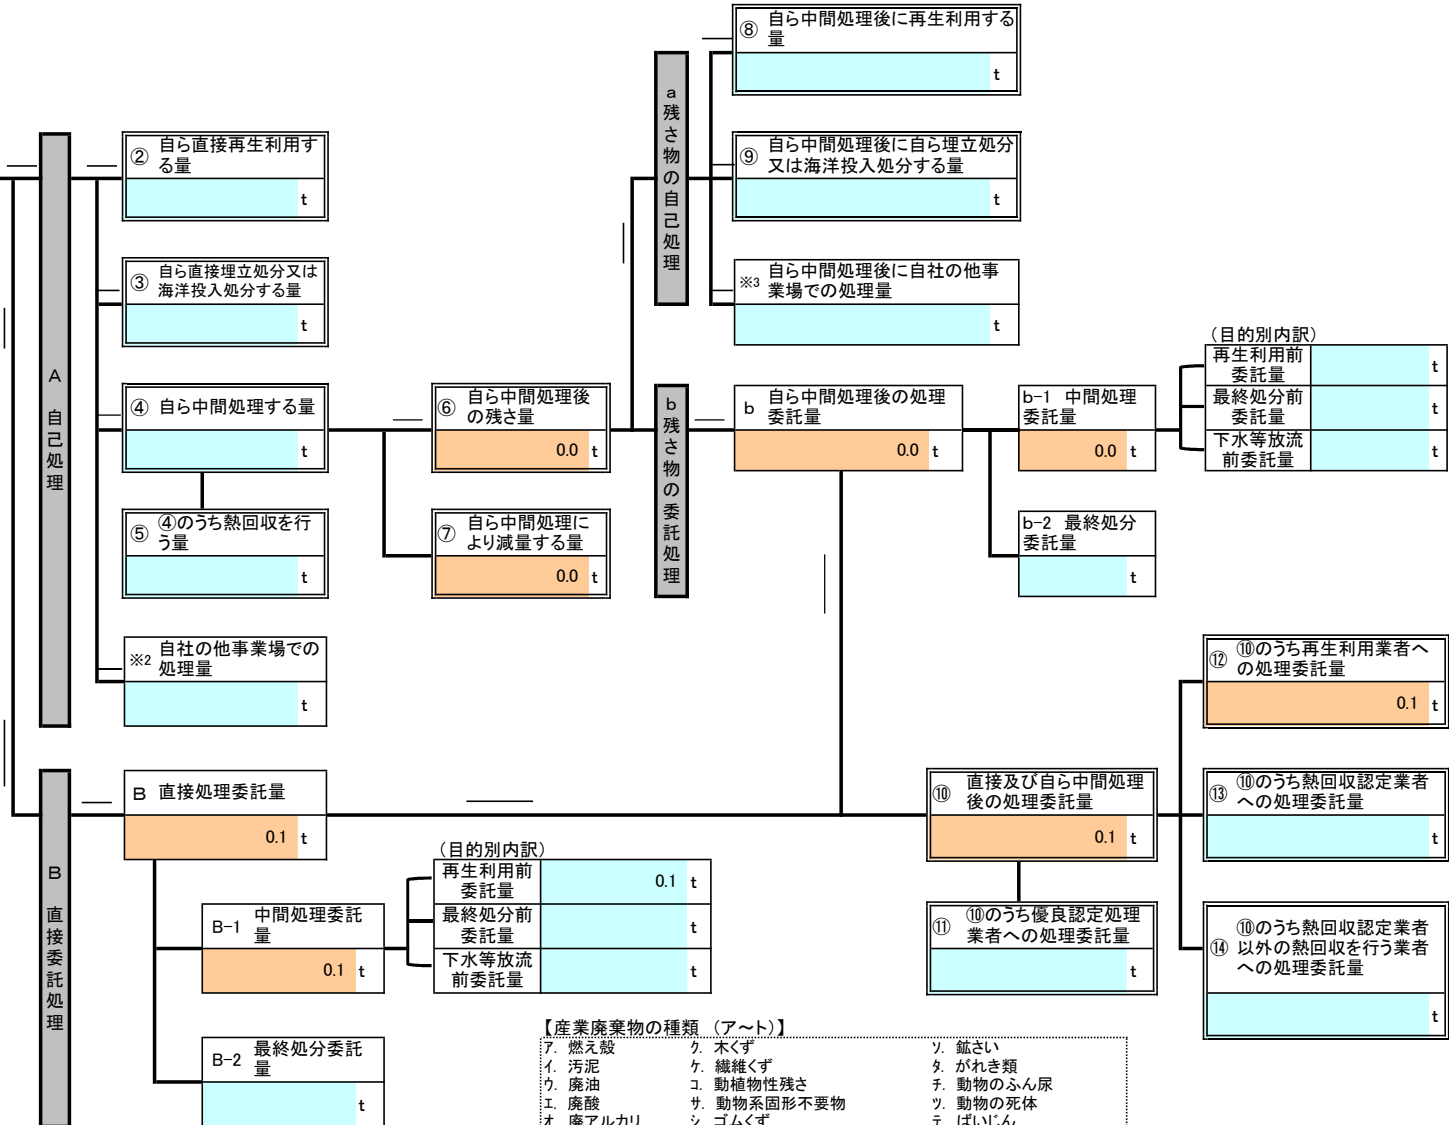 ⑧ 自ら中間処理後に再生利用する
量
t
a
残
さ
物
の
自
己
処
理
② 自ら直接再生利用す
る量
t
⑨ 自ら中間処理後に自ら埋立処分
又は海洋投入処分する量
t
③ 自ら直接埋立処分又は
海洋投入処分する量
t
※3 自ら中間処理後に自社の他事
業場での処理量
t
A
自
己
処
理
④ 自ら中間処理する量
t
⑥ 自ら中間処理後
の残さ量
0.0 t
b
残
さ
物
の
委
託
処
理
b 自ら中間処理後の処理
委託量
0.0 t
b-1 中間処理
委託量
0.0 t
(目的別内訳)
再生利用前
委託量
t
最終処分前
委託量
t
下水等放流
前委託量
t
⑤ ④のうち熱回収を行
う量
t
⑦ 自ら中間処理に
より減量する量
0.0 t
b-2 最終処分
委託量
t
※2 自社の他事業場での
処理量
t
⑫ ⑩のうち再生利用業者へ
の処理委託量
0.1 t
B
直
接
委
託
処
理
B 直接処理委託量
0.1 t
⑩ 直接及び自ら中間処理
後の処理委託量
0.1 t
⑬ ⑩のうち熱回収認定業者
への処理委託量
t
(目的別内訳)
再生利用前
委託量
0.1 t
最終処分前
委託量
t
下水等放流
前委託量
t
B-1 中間処理委託
量
0.1 t
⑪ ⑩のうち優良認定処理
業者への処理委託量
t
⑭ ⑩のうち熱回収認定業者
以外の熱回収を行う業者
への処理委託量
t
B-2 最終処分委託
量
t
【産業廃棄物の種類 (ア～ト)】
ア. 燃え殻 ク. 木くず ソ. 鉱さい
イ. 汚泥 ケ. 繊維くず タ. がれき類
ウ. 廃油 コ. 動植物性残さ チ. 動物のふん尿
エ. 廃酸 サ. 動物系固形不要物 ツ. 動物の死体
オ. 廃アルカリ シ. ゴムくず テ. ばいじん